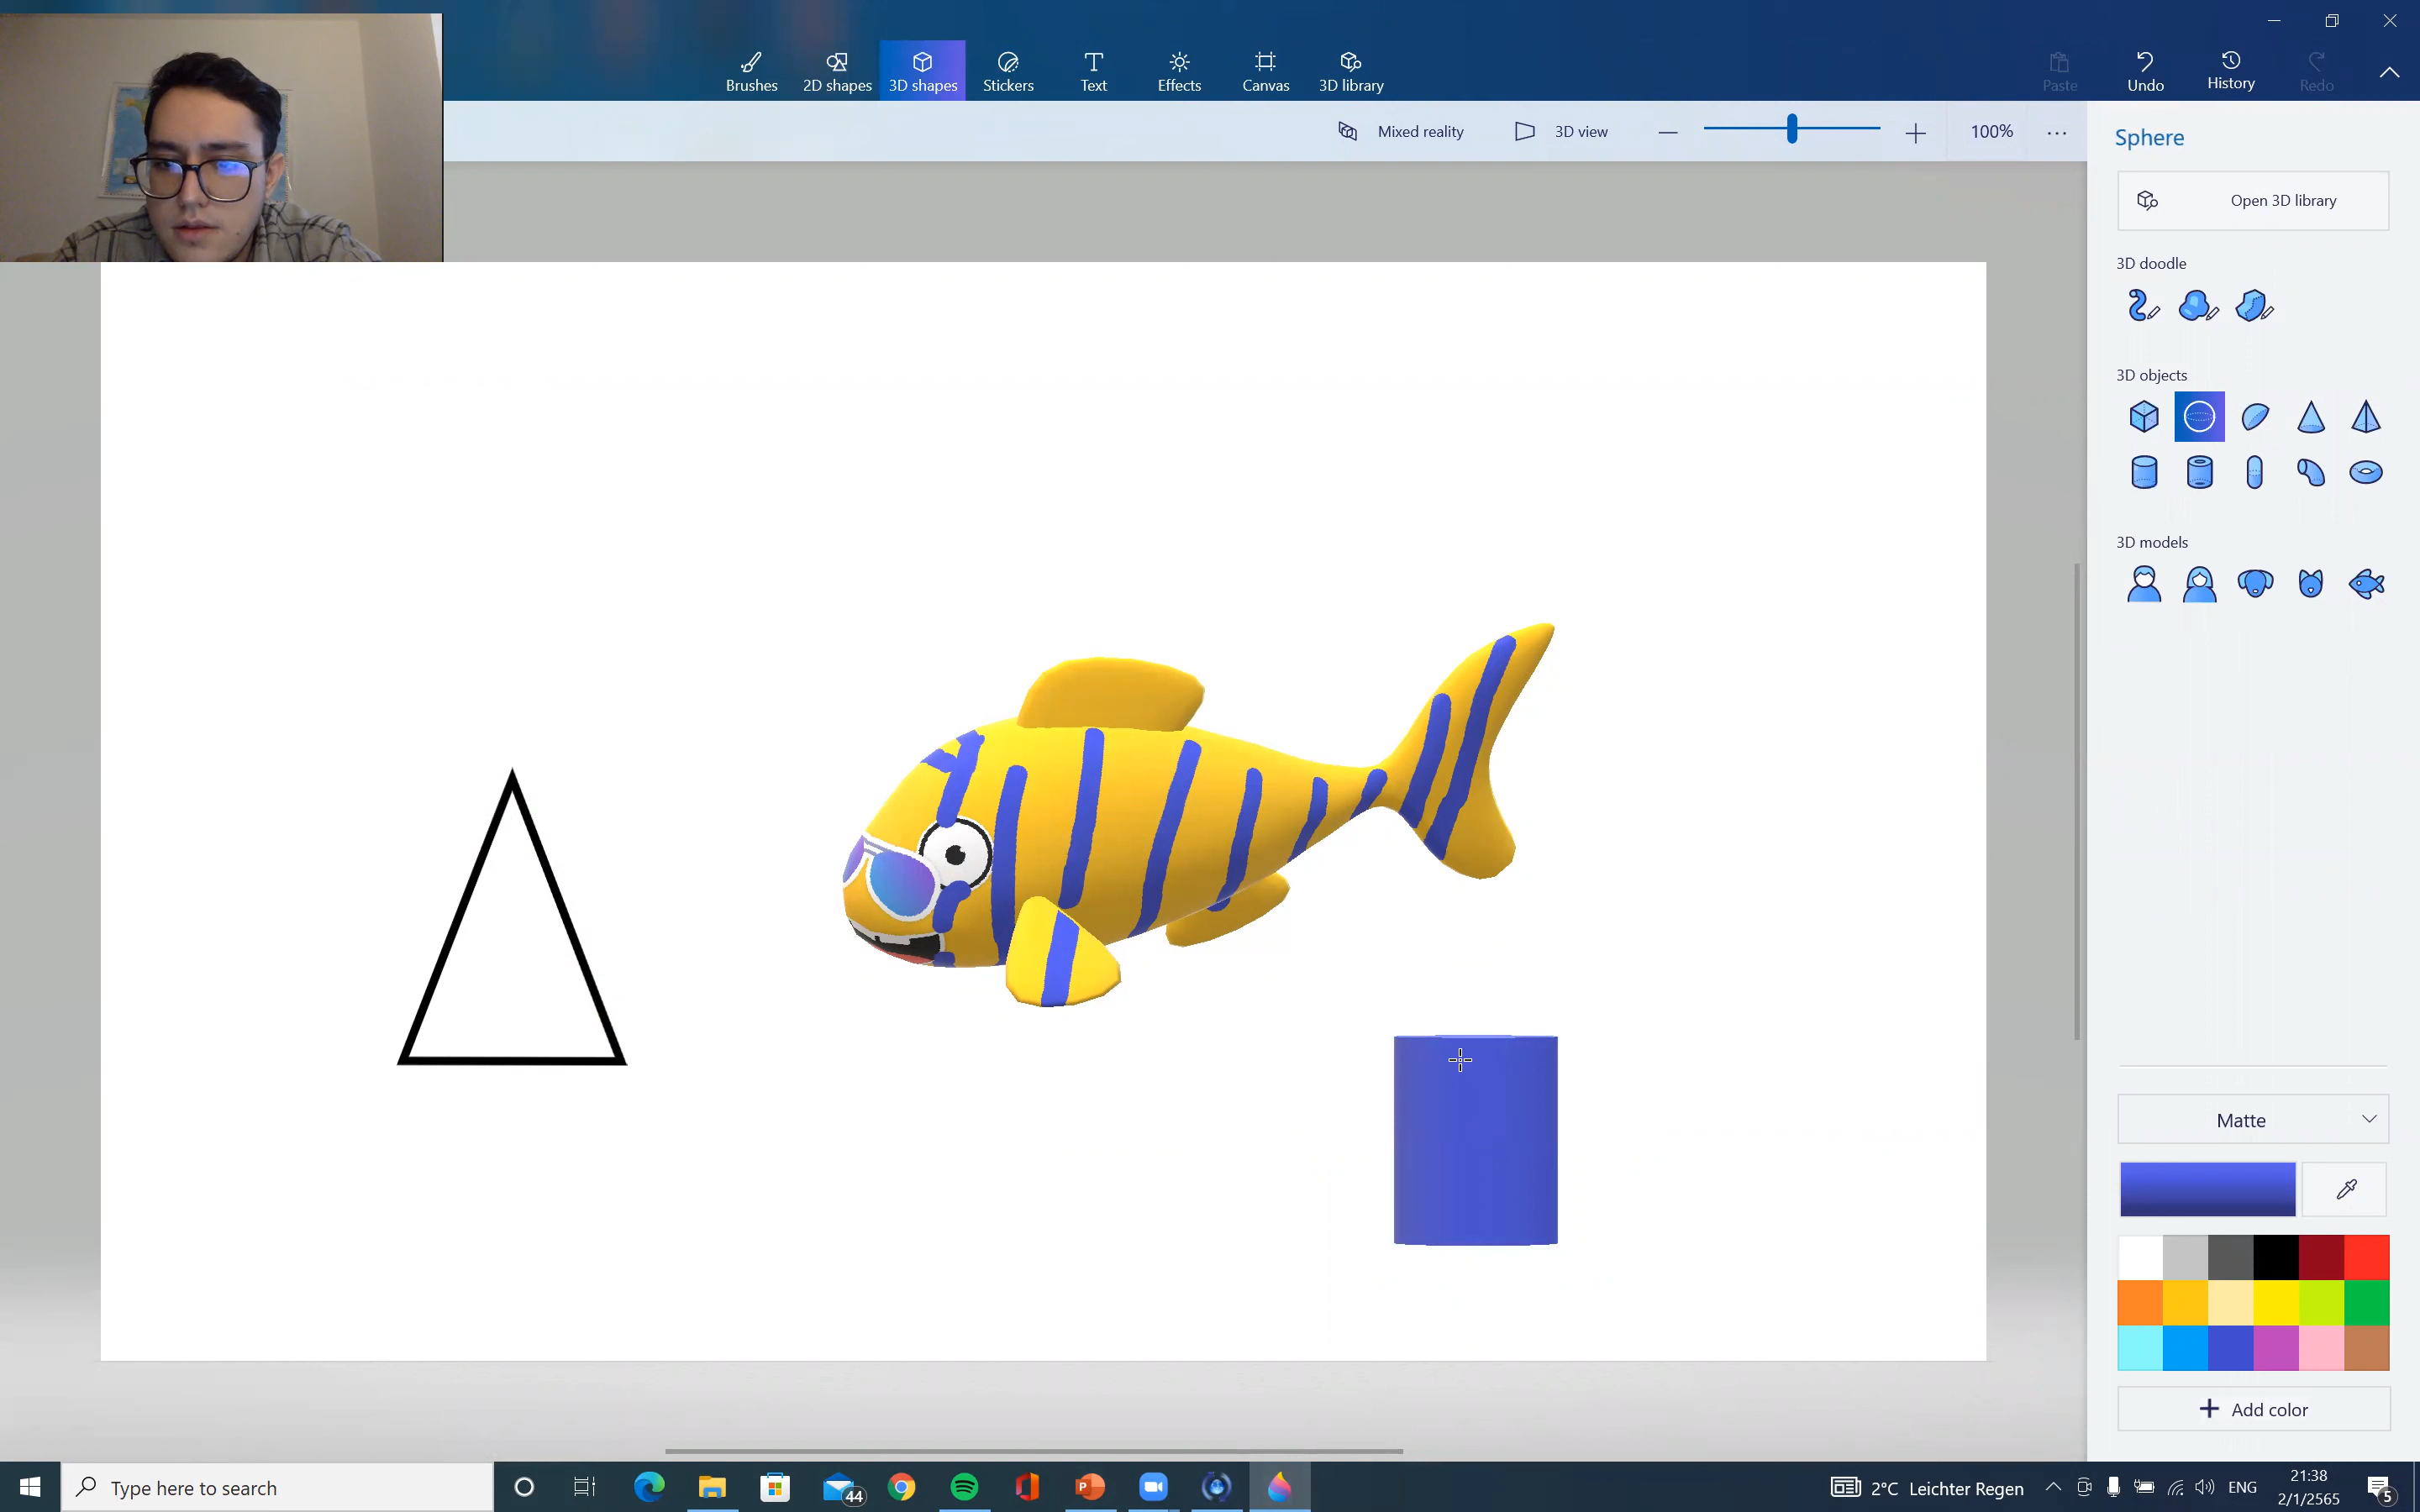 Brushes
2D shapes
3D shapes
Stickers
Text
Effects
Canvas
3D library
Paste
Undo
History
Redo
Mixed reality
3D view
100%
Sphere
Open 3D library
3D doodle
3D objects
3D models
Matte
Add color
Type here to search
44
2°C Leichter Regen
ENG
21:38
2/1/2565
5